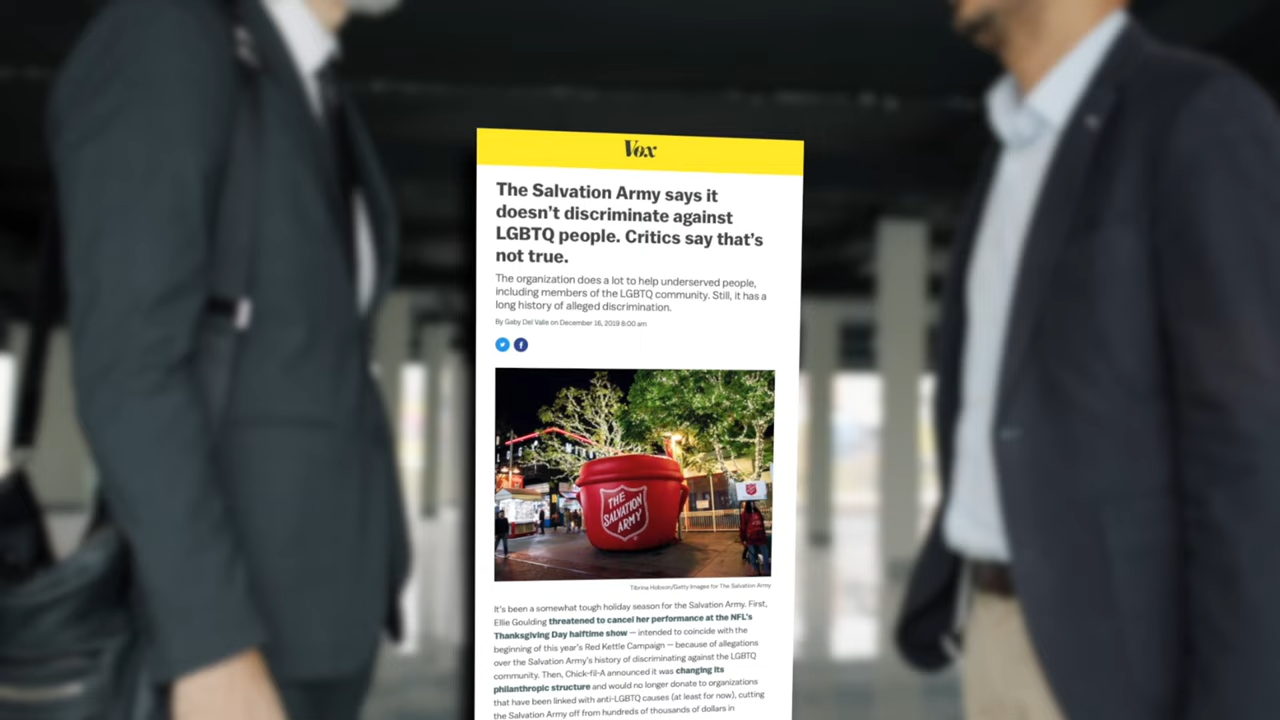 Vox
The Salvation Army says it
doesn't discriminate against
LGBTQ people. Critics say that's
not true.
The organization does a lot to help underserved people,
including members of the LGBTQ community. Still, it has a
long history of alleged discrimination.
By Gaby Del Valle on December 16, 2019 8:00 am
THE
SALVATION
ARMY
Tibrina Hobson/Getty Images for The Salvation Army
It's been a somewhat tough holiday season for the Salvation Army. First,
Ellie Goulding threatened to cancel her performance at the NFL's
Thanksgiving Day halftime show — intended to coincide with the
beginning of this year's Red Kettle Campaign — because of allegations
over the Salvation Army's history of discriminating against the LGBTQ
community. Then, Chick-fil-A announced it was changing its
philanthropic structure and would no longer donate to organizations
that have been linked with anti-LGBTQ causes (at least for now), cutting
the Salvation Army off from hundreds of thousands of dollars in